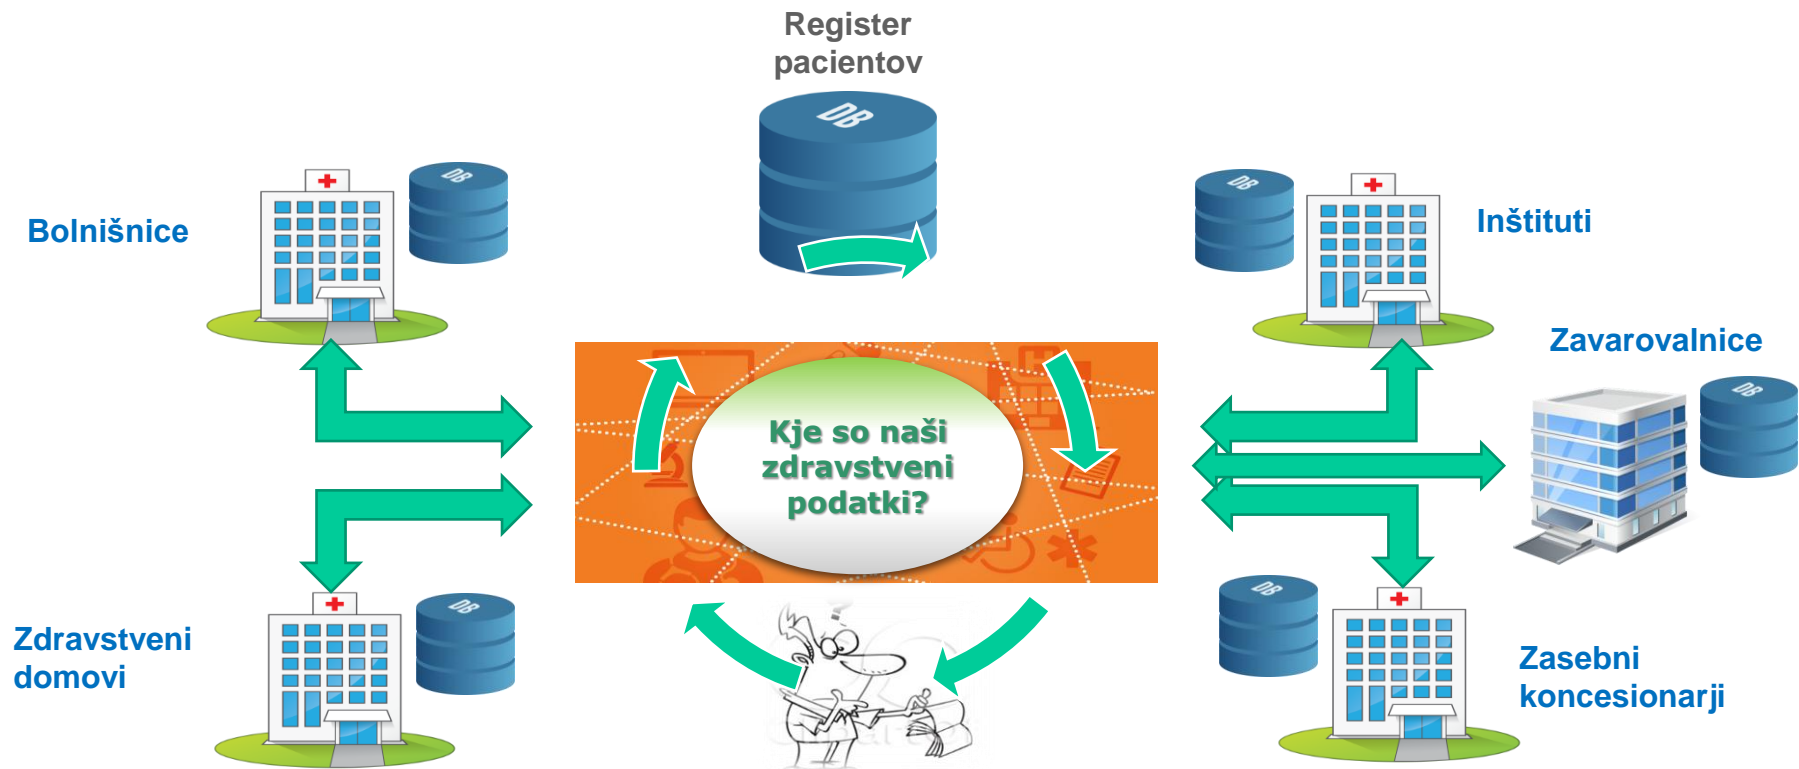 Register
pacientov
DB
Bolnišnice
DB
DB
Inštituti
Zavarovalnice
DB
Kje so naši
zdravstveni
podatki?
Zdravstveni
domovi
DB
DB
Zasebni
koncesionarji